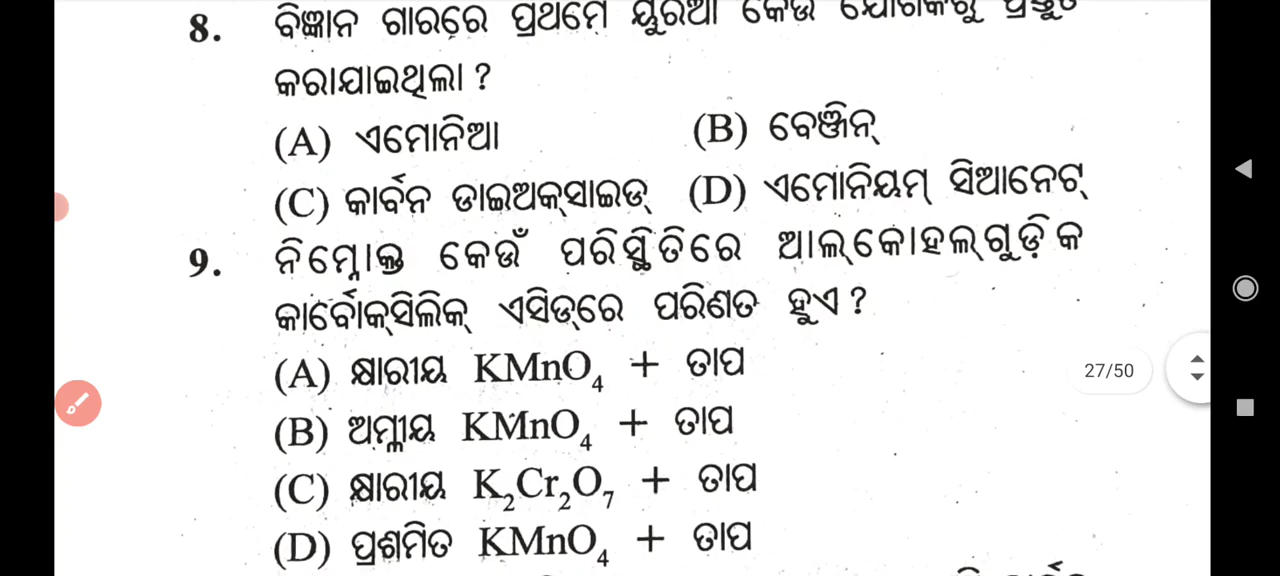 8. ବିଜ୍ଞାନ ଗାରରେ ପ୍ରଥମେ ୟୁରିଆ କେଉଁ ଯୌଗିକରୁ ପ୍ରସ୍ତୁତ
କରାଯାଇଥିଲା ?
(A) ଏମୋନିଆ (B) ବେଞ୍ଜିନ୍
(C) କାର୍ବନ ଡାଇଅକ୍‌ସାଇଡ୍ (D) ଏମୋନିୟମ୍ ସିଆନେଟ୍
9. ନିମ୍ନୋକ୍ତ କେଉଁ ପରିସ୍ଥିତିରେ ଆଲ୍‌କୋହଲ୍‌ଗୁଡ଼ିକ
କାର୍ବୋକ୍‌ସିଲିକ୍ ଏସିଡ୍‌ରେ ପରିଣତ ହୁଏ ?
(A) କ୍ଷାରୀୟ KMnO₄ + ତାପ
(B) ଅମ୍ଳୀୟ KMnO₄ + ତାପ
27/50
(C) କ୍ଷାରୀୟ K₂Cr₂O₇ + ତାପ
(D) ପ୍ରଶମିତ KMnO₄ + ତାପ